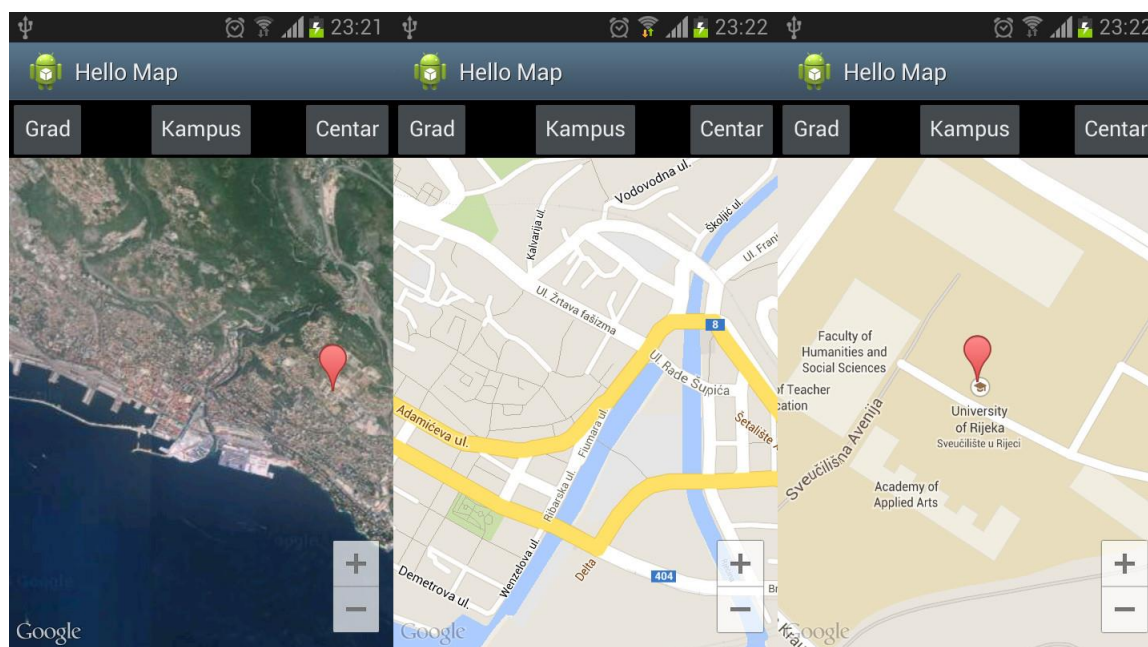 23:21
Hello Map
Grad Kampus Centar
+
−
Google
23:22
Hello Map
Grad Kampus Centar
Vodovodna ul.
Kalvarija ul.
Školjić ul.
Ul. Franj
Ul. Žrtava fašizma
8
Ul. Rade Šupića
Adamićeva ul.
Fiumara ul.
Šetalište
Ribarska ul.
Wenzelova ul.
Delta
404
Demetrova ul.
+
−
Google
23:22
Hello Map
Grad Kampus Centar
Faculty of
Humanities and
Social Sciences
of Teacher
cation
University
of Rijeka
Sveučilište u Rijeci
Sveučilišna Avenija
Academy of
Applied Arts
+
−
Google